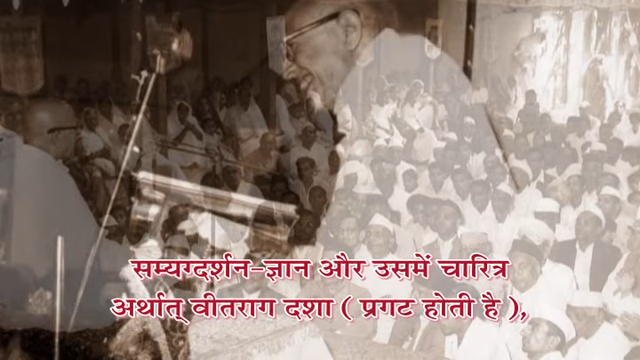 सम्यग्दर्शन-ज्ञान और उसमें चारित्र
अर्थात् वीतराग दशा ( प्रगट होती है ),